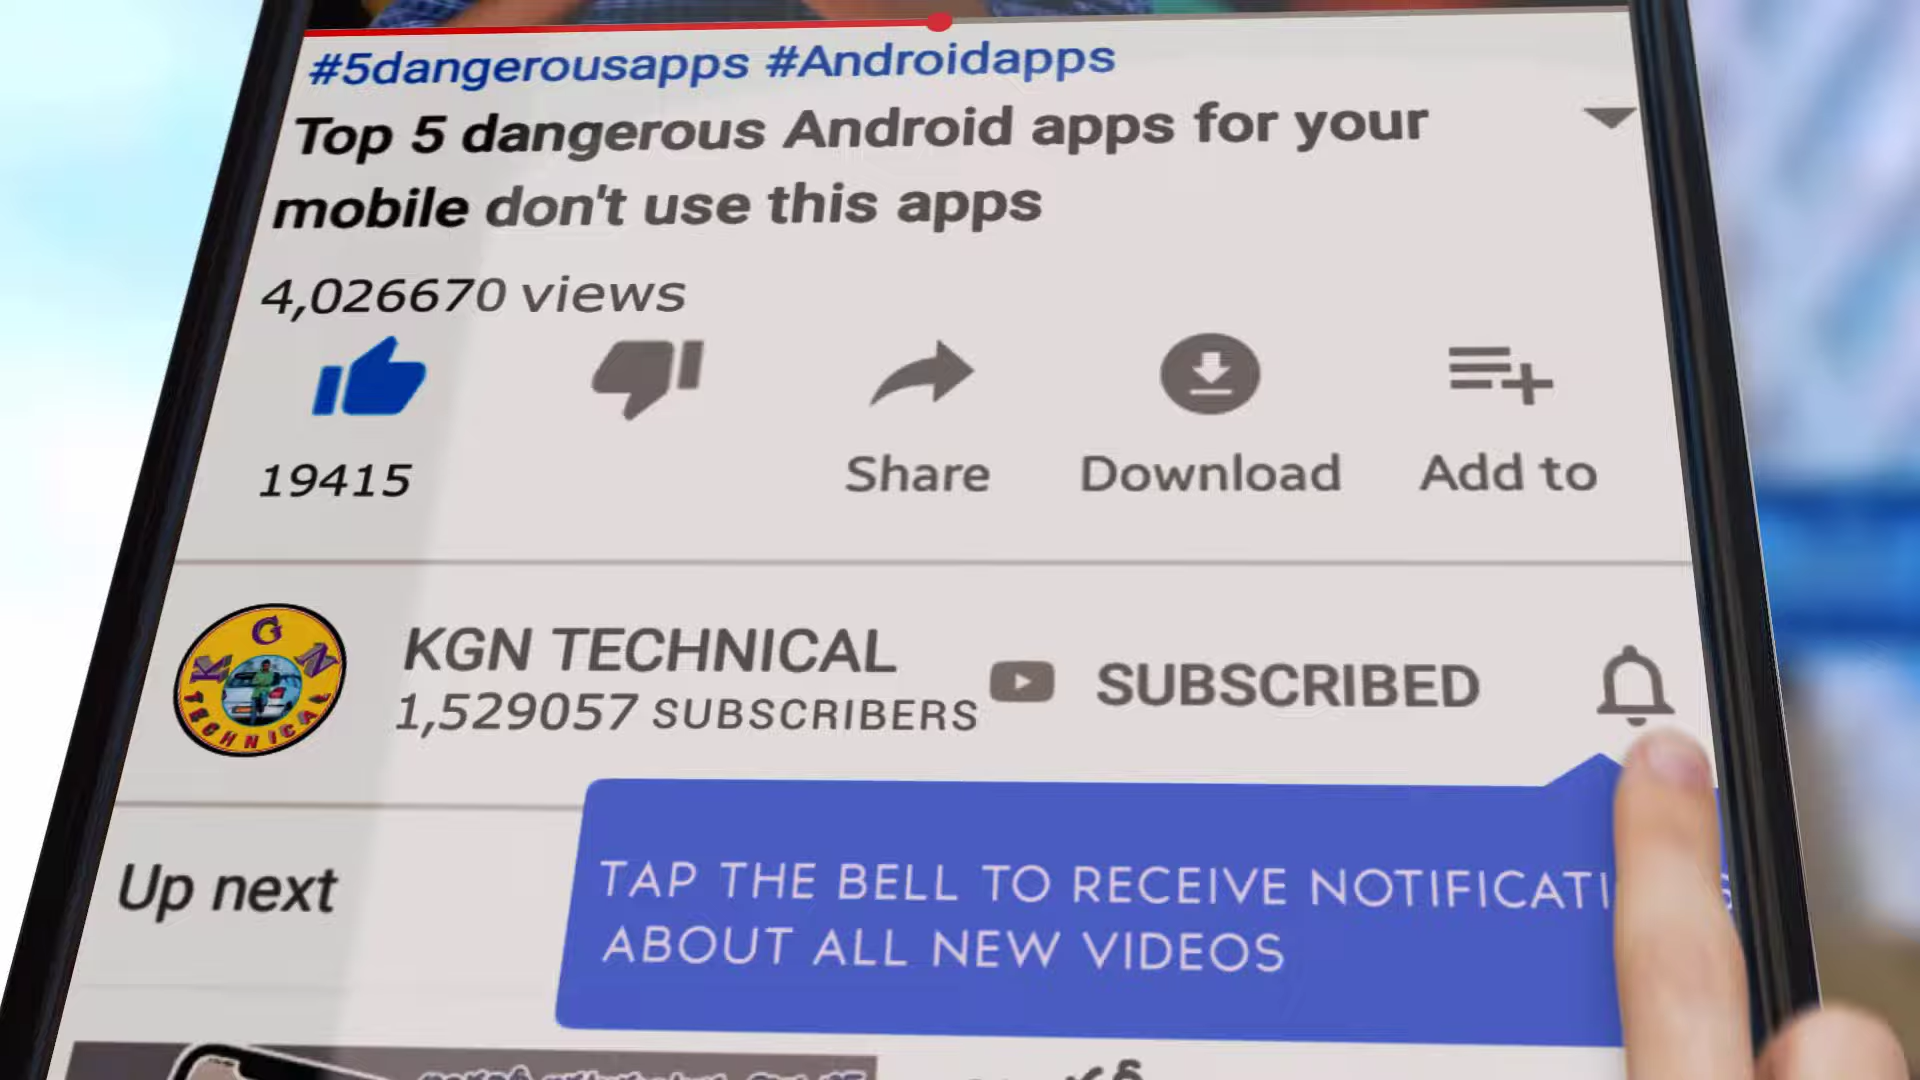 #5dangerousapps #Androidapps
Top 5 dangerous Android apps for your
mobile don't use this apps
4,026670 views
19415
Share
Download
Add to
KGN TECHNICAL
KGN TECHNICAL
1,529057 SUBSCRIBERS
SUBSCRIBED
TAP THE BELL TO RECEIVE
ABOUT ALL NEW VIDEOS
Up next